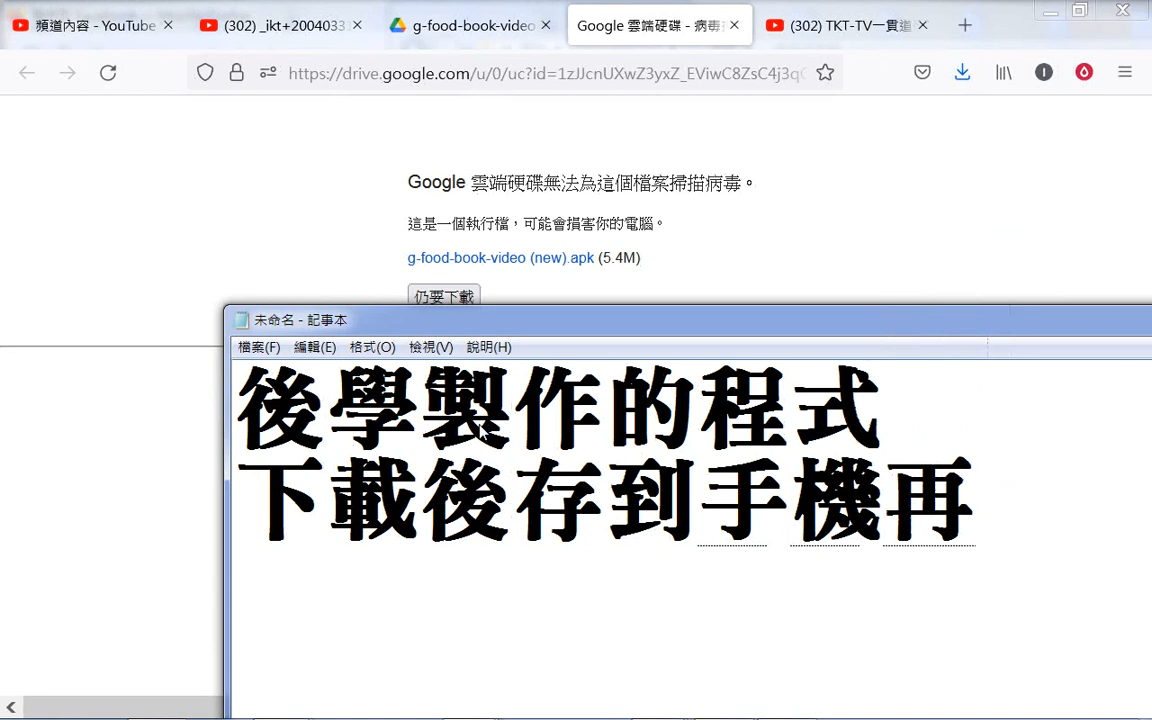 頻道內容 - YouTube
(302) _ikt+2004033
g-food-book-video
Google 雲端硬碟 - 病毒
(302) TKT-TV一貫道
https://drive.google.com/u/0/uc?id=1zJJcnUXwZ3yxZ_EViwC8ZsC4j3q
Google 雲端硬碟無法為這個檔案掃描病毒。
這是一個執行檔，可能會損害你的電腦。
g-food-book-video (new).apk (5.4M)
仍要下載
未命名 - 記事本
檔案(F) 編輯(E) 格式(O) 檢視(V) 說明(H)
後學製作的程式
下載後存到手機再